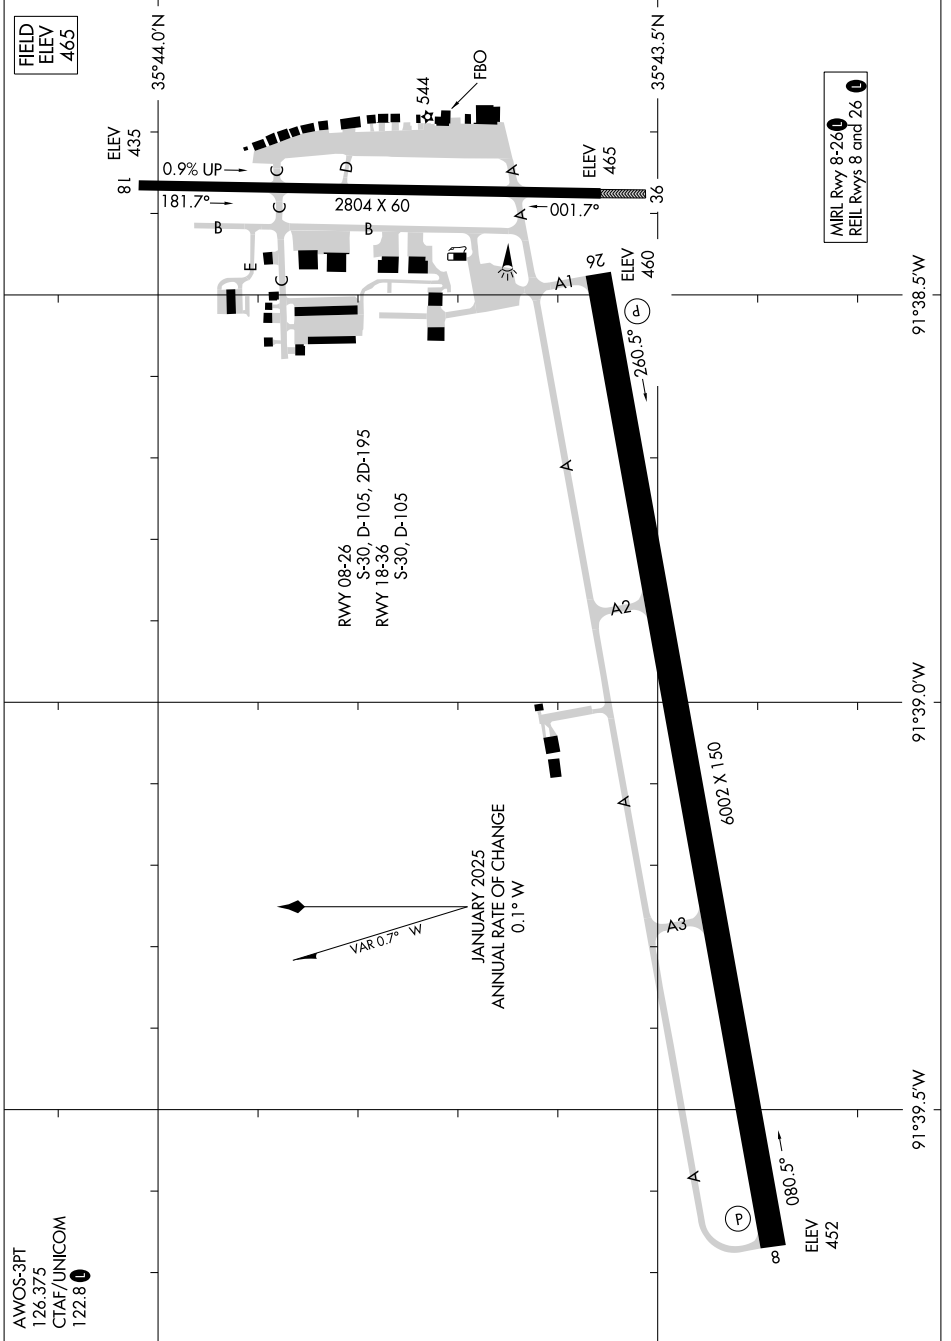 FIELD
ELEV
465
35°44.0'N
35°43.5'N
544
FBO
ELEV
435
18
0.9% UP
181.7°
2804 X 60
C
C
D
A
A
001.7°
ELEV
465
36
B
B
E
C
A1
26
ELEV
460
P
260.5°
MIRL Rwy 8-26 L
REIL Rwys 8 and 26 L
91°38.5'W
A
RWY 08-26
S-30, D-105, 2D-195
RWY 18-36
S-30, D-105
A2
91°39.0'W
6002 X 150
A
JANUARY 2025
ANNUAL RATE OF CHANGE
0.1° W
VAR 0.7° W
A3
91°39.5'W
A
P
080.5°
8
ELEV
452
AWOS-3PT
126.375
CTAF/UNICOM
122.8 L